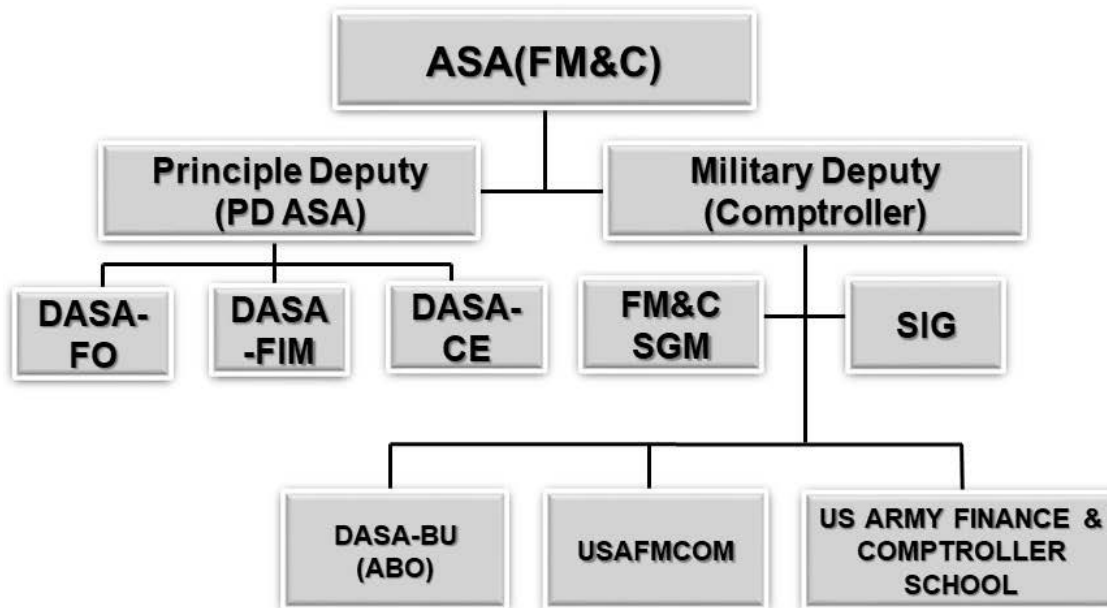 ASA(FM&C)
Principle Deputy
(PD ASA)
Military Deputy
(Comptroller)
DASA-
FO
DASA
-FIM
DASA-
CE
FM&C
SGM
SIG
DASA-BU
(ABO)
USAFMCOM
US ARMY FINANCE &
COMPTROLLER
SCHOOL